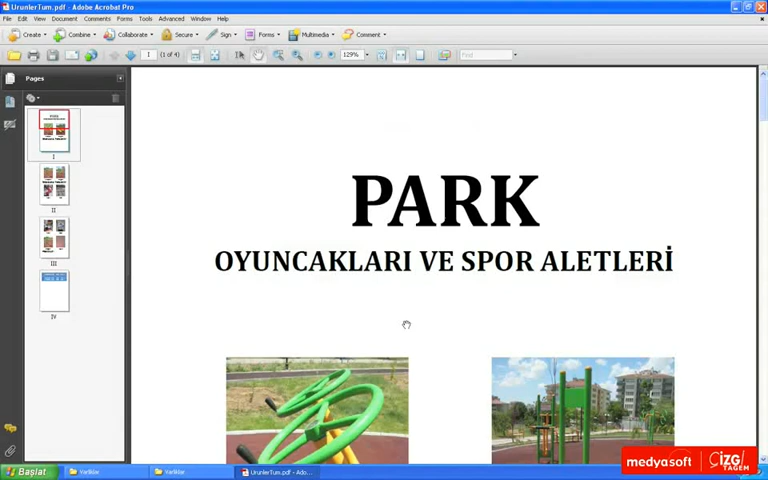 UrunlerTum.pdf - Adobe Acrobat Pro
File Edit View Document Comments Forms Tools Advanced Window Help
Create Combine Collaborate Secure Sign Forms Multimedia Comment
1 (1 of 4) 129% Find
Pages
PARK
OYUNCAKLARI VE SPOR ALETLERİ
I
II
III
IV
Başlat UrunlerTum.pdf - Ado...
medyasoft ÇİZGİ TAGEM